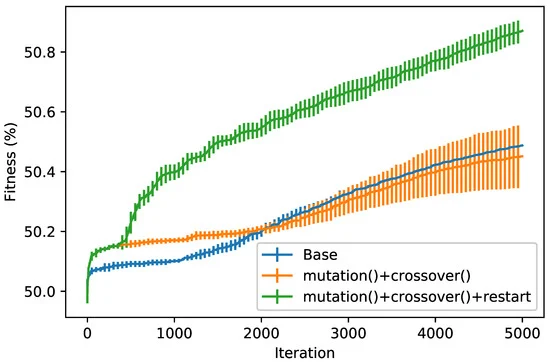 50.8
50.6
50.4
50.2
50.0
Fitness (%)
0 1000 2000 3000 4000 5000
Iteration
Base
mutation()+crossover()
mutation()+crossover()+restart